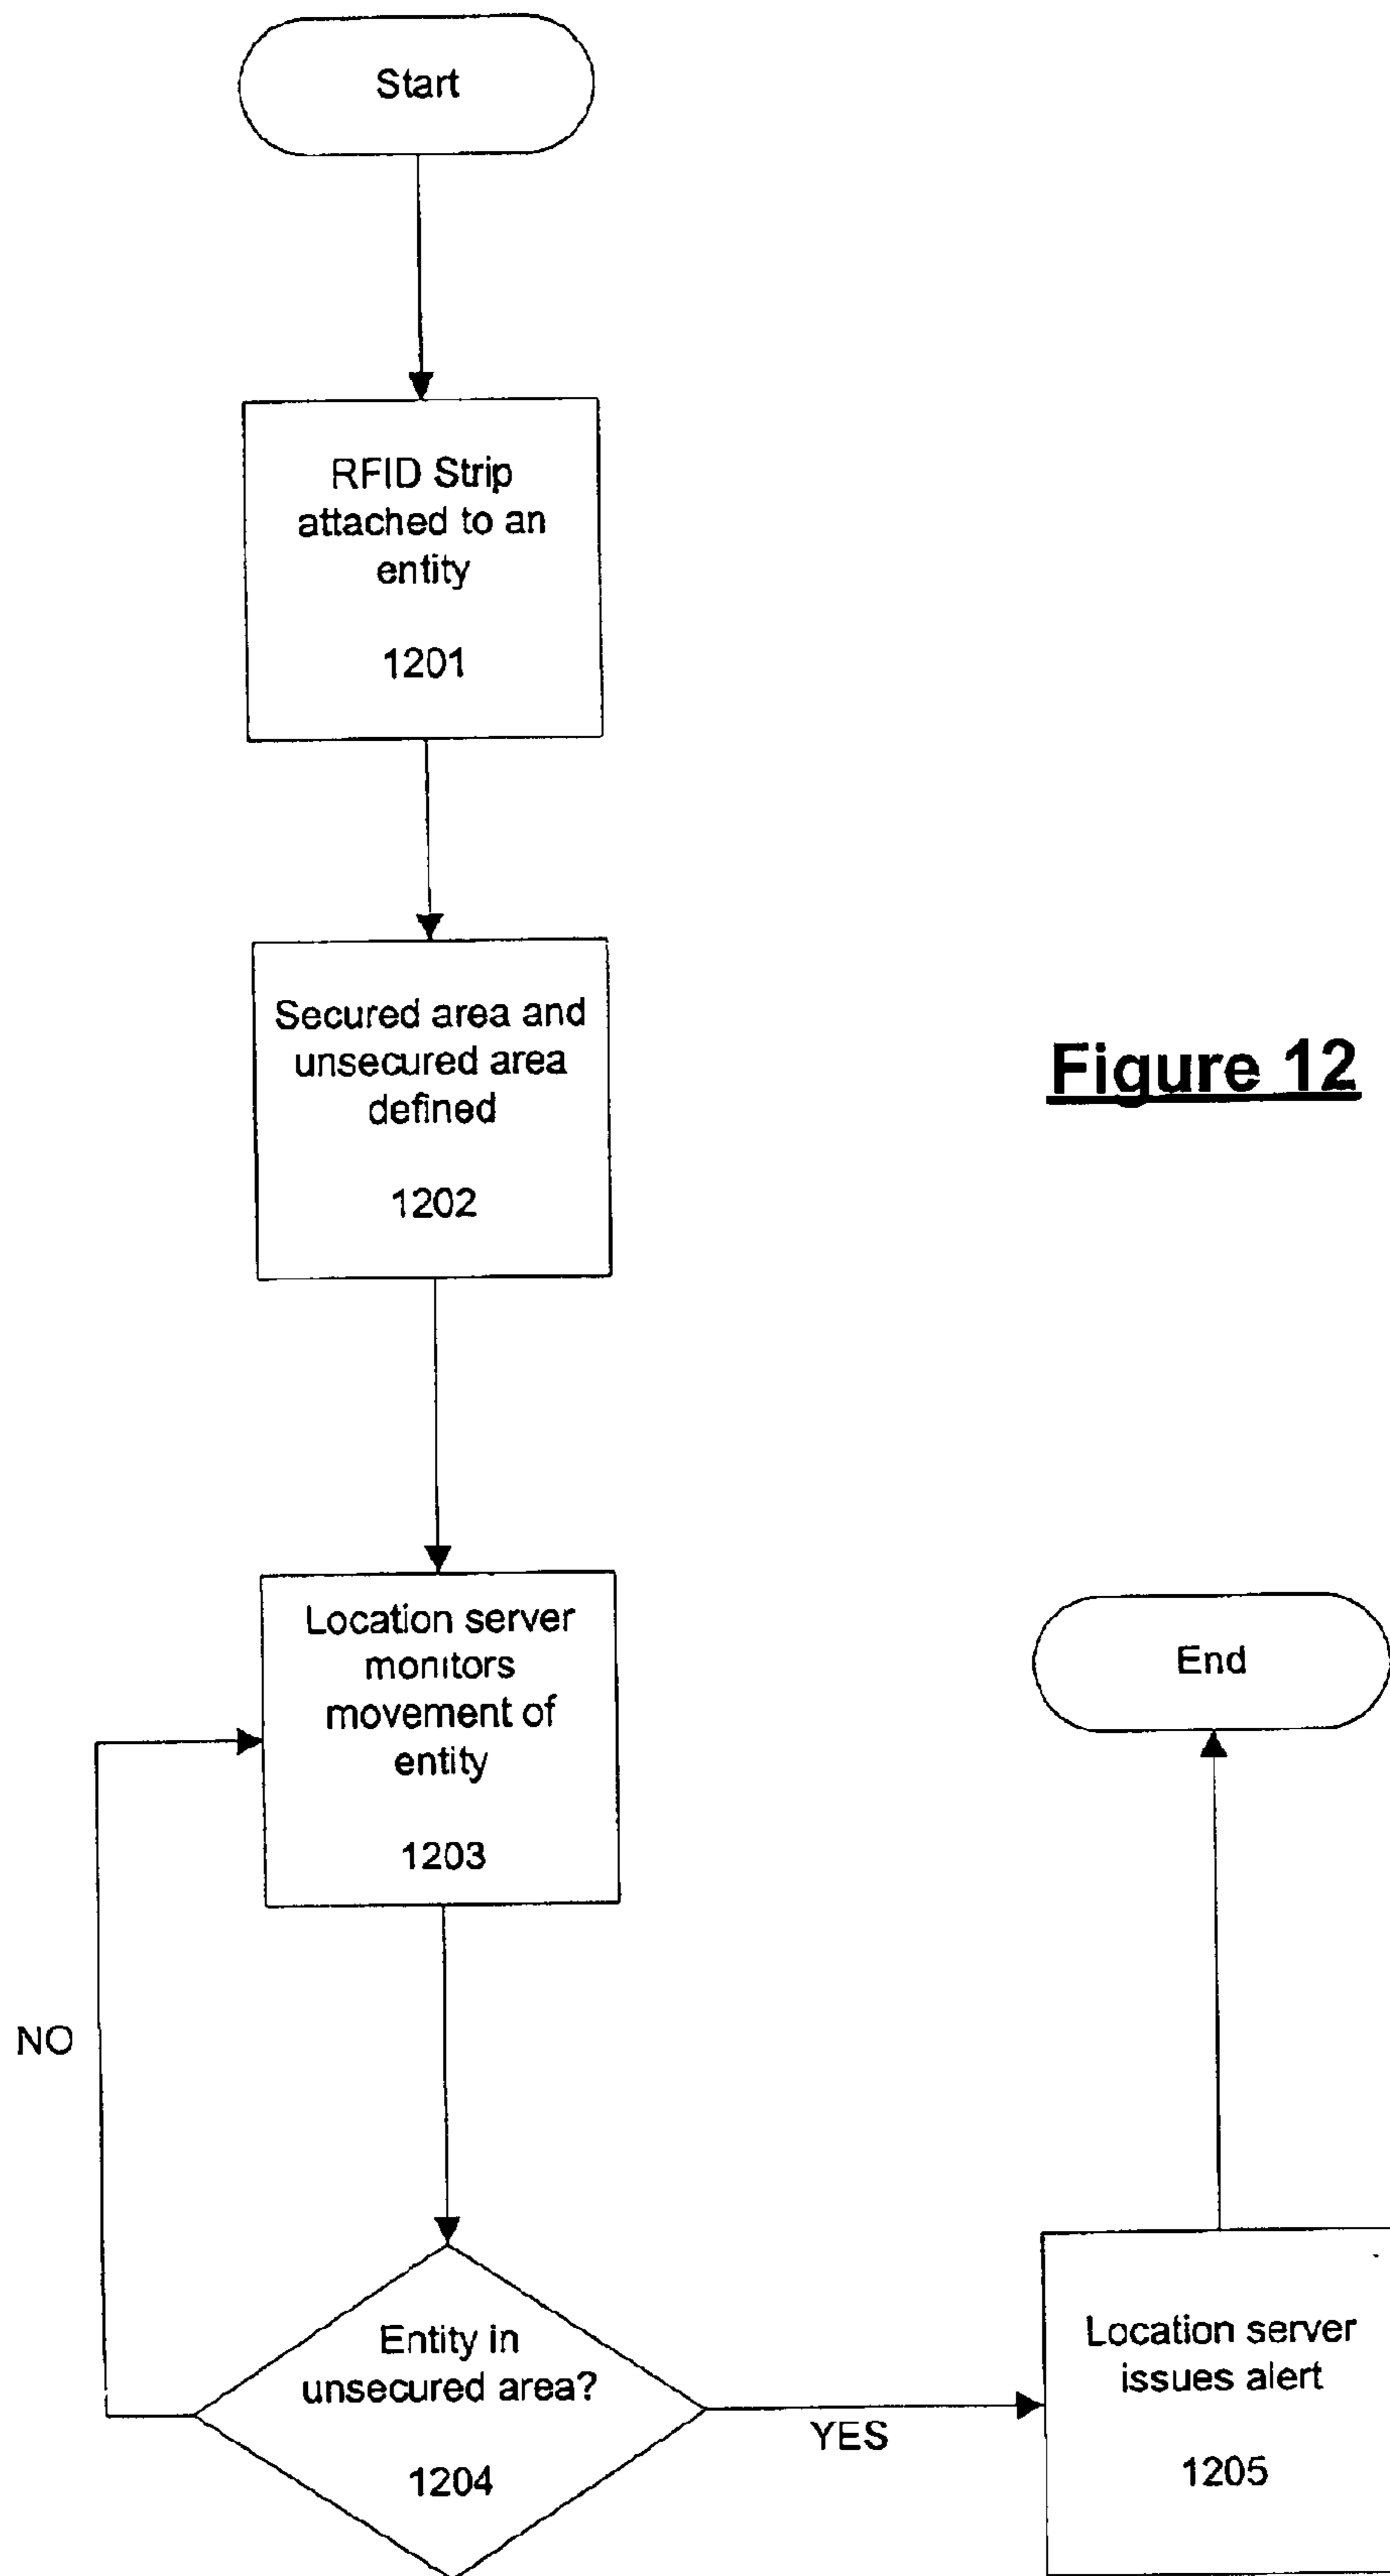 Start
RFID Strip
attached to an
entity
1201
Secured area and
unsecured area
defined
1202
Figure 12
Location server
monitors
movement of
entity
1203
End
NO
Entity in
unsecured area?
1204
YES
Location server
issues alert
1205